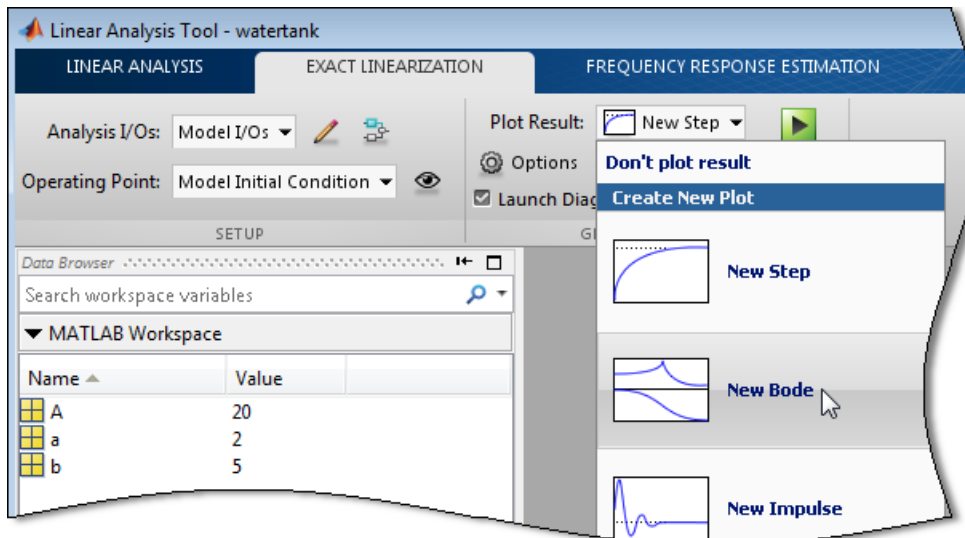 Linear Analysis Tool - watertank
LINEAR ANALYSIS
EXACT LINEARIZATION
FREQUENCY RESPONSE ESTIMATION
Analysis I/Os: Model I/Os
Operating Point: Model Initial Condition
SETUP
Plot Result: New Step
Options
Launch Diag
Don't plot result
Create New Plot
New Step
New Bode
New Impulse
Data Browser
Search workspace variables
MATLAB Workspace
Name Value
A 20
a 2
b 5